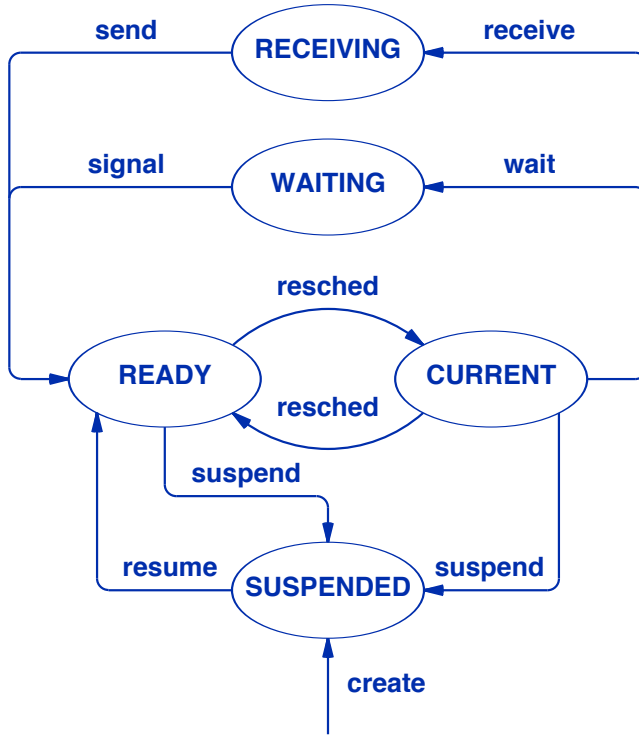 send
receive
RECEIVING
signal
wait
WAITING
resched
READY
CURRENT
resched
suspend
resume
suspend
SUSPENDED
create